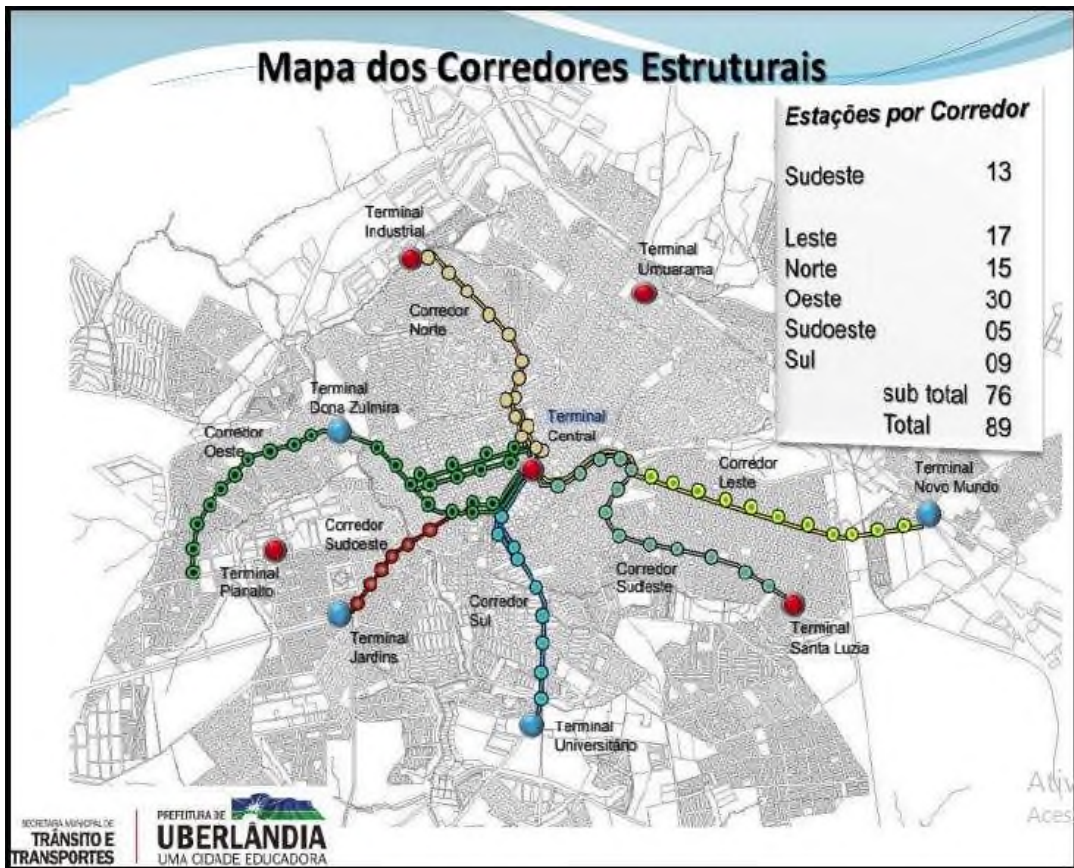 Mapa dos Corredores Estruturais
Estações por Corredor
Sudeste 13
Leste 17
Norte 15
Oeste 30
Sudoeste 05
Sul 09
sub total 76
Total 89
Terminal
Industrial
Terminal
Umuarama
Corredor
Norte
Terminal
Dona Zulmira
Terminal
Central
Corredor
Oeste
Corredor
Leste
Terminal
Novo Mundo
Corredor
Sudoeste
Terminal
Planalto
Corredor
Sul
Corredor
Sudeste
Terminal
Jardins
Terminal
Santa Luzia
Terminal
Universitário
SECRETARIA MUNICIPAL DE
TRÂNSITO E
TRANSPORTES
PREFEITURA DE
UBERLÂNDIA
UMA CIDADE EDUCADORA
Ativ
Aces